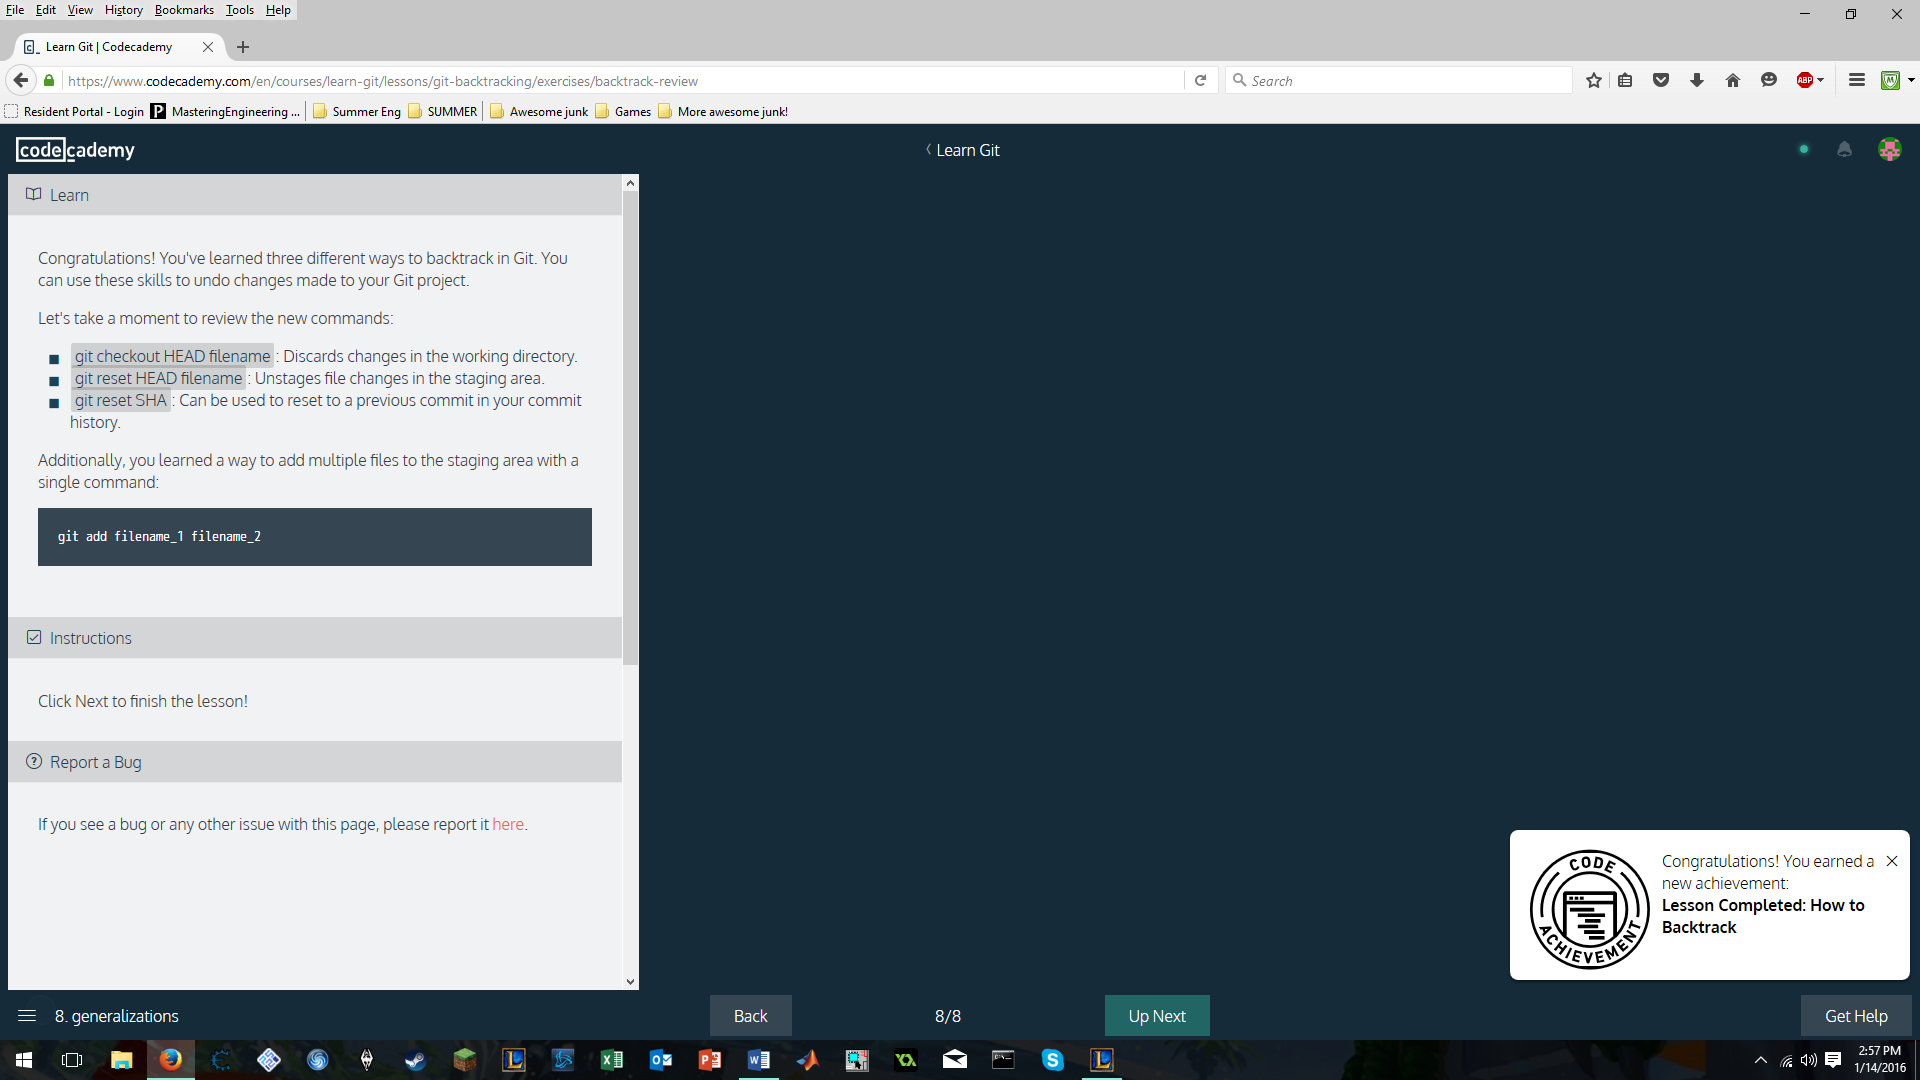 File Edit View History Bookmarks Tools Help
Learn Git | Codecademy
https://www.codecademy.com/en/courses/learn-git/lessons/git-backtracking/exercises/backtrack-review
Search
ABP
Resident Portal - Login
P
MasteringEngineering ...
Summer Eng
SUMMER
Awesome junk
Games
More awesome junk!
codecademy
Learn Git
Learn
Congratulations! You've learned three different ways to backtrack in Git. You
can use these skills to undo changes made to your Git project.
Let's take a moment to review the new commands:
git checkout HEAD filename : Discards changes in the working directory.
git reset HEAD filename : Unstages file changes in the staging area.
git reset SHA : Can be used to reset to a previous commit in your commit
history.
Additionally, you learned a way to add multiple files to the staging area with a
single command:
git add filename_1 filename_2
Instructions
Click Next to finish the lesson!
Report a Bug
If you see a bug or any other issue with this page, please report it here.
CODE
ACHIEVEMENT
Congratulations! You earned a
new achievement:
Lesson Completed: How to
Backtrack
8. generalizations
Back
8/8
Up Next
Get Help
2:57 PM
1/14/2016